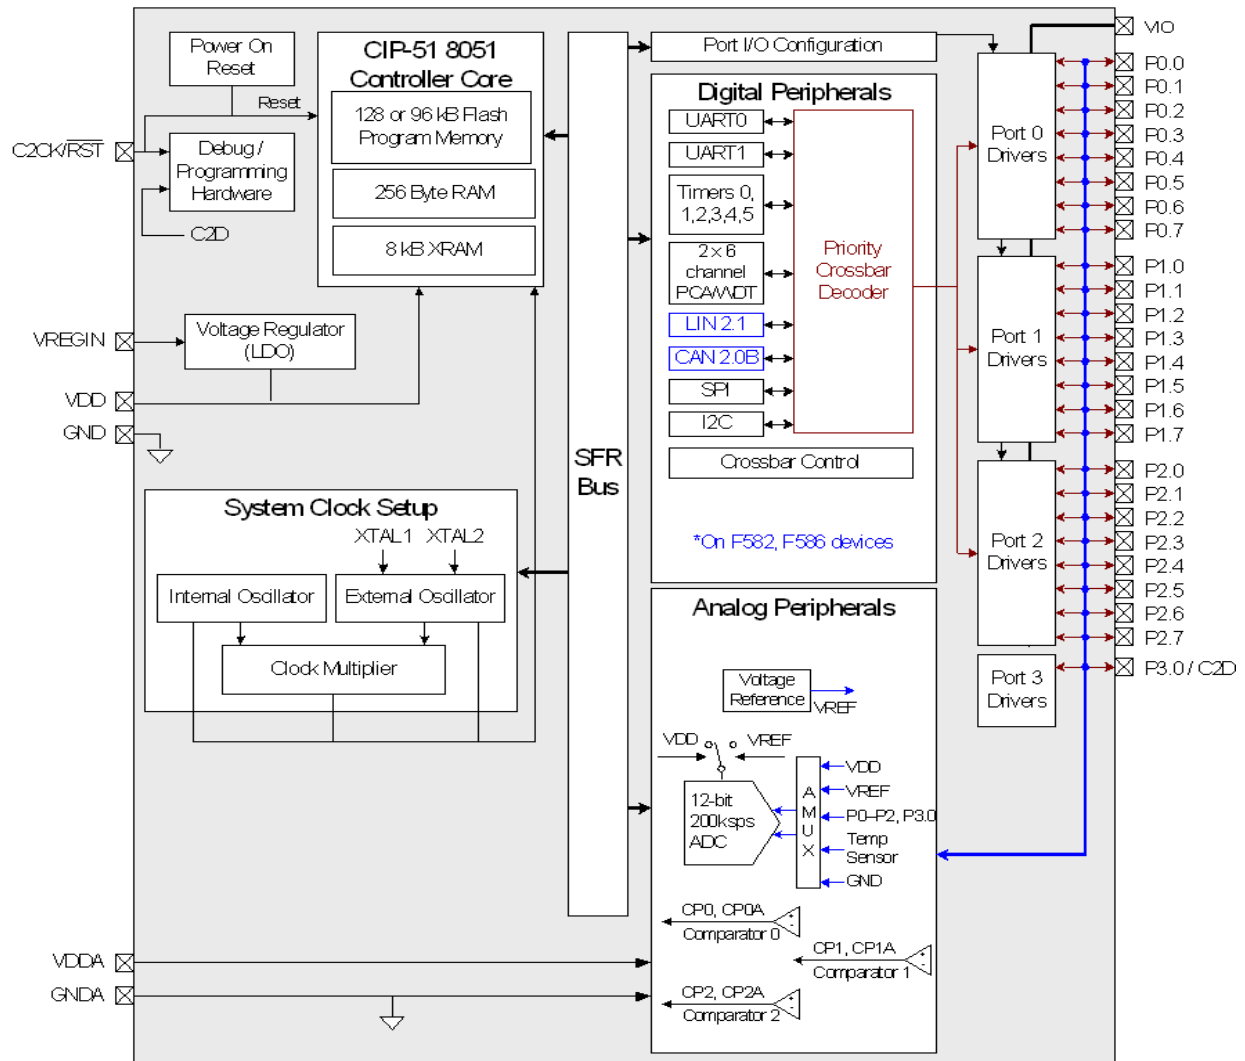 Power On
Reset
Reset
C2CK/RST
Debug /
Programming
Hardware
C2D
CIP-51 8051
Controller Core
128 or 96 kB Flash
Program Memory
256 Byte RAM
8 kB XRAM
VREGIN
Voltage Regulator
(LDO)
VDD
GND
System Clock Setup
XTAL1
XTAL2
Internal Oscillator
External Oscillator
Clock Multiplier
SFR
Bus
Port I/O Configuration
Digital Peripherals
UART0
UART1
Timers 0,
1,2,3,4,5
2 x 6
channel
PCA/WDT
LIN 2.1
CAN 2.0B
SPI
I2C
Priority
Crossbar
Decoder
Crossbar Control
*On F582, F586 devices
Analog Peripherals
Voltage
Reference
VREF
VDD
VREF
12-bit
200ksps
ADC
A
M
U
X
VDD
VREF
P0–P2, P3.0
Temp
Sensor
GND
CP0, CP0A
Comparator 0
CP1, CP1A
Comparator 1
CP2, CP2A
Comparator 2
VDDA
GNDA
Port 0
Drivers
Port 1
Drivers
Port 2
Drivers
Port 3
Drivers
VIO
P0.0
P0.1
P0.2
P0.3
P0.4
P0.5
P0.6
P0.7
P1.0
P1.1
P1.2
P1.3
P1.4
P1.5
P1.6
P1.7
P2.0
P2.1
P2.2
P2.3
P2.4
P2.5
P2.6
P2.7
P3.0 / C2D